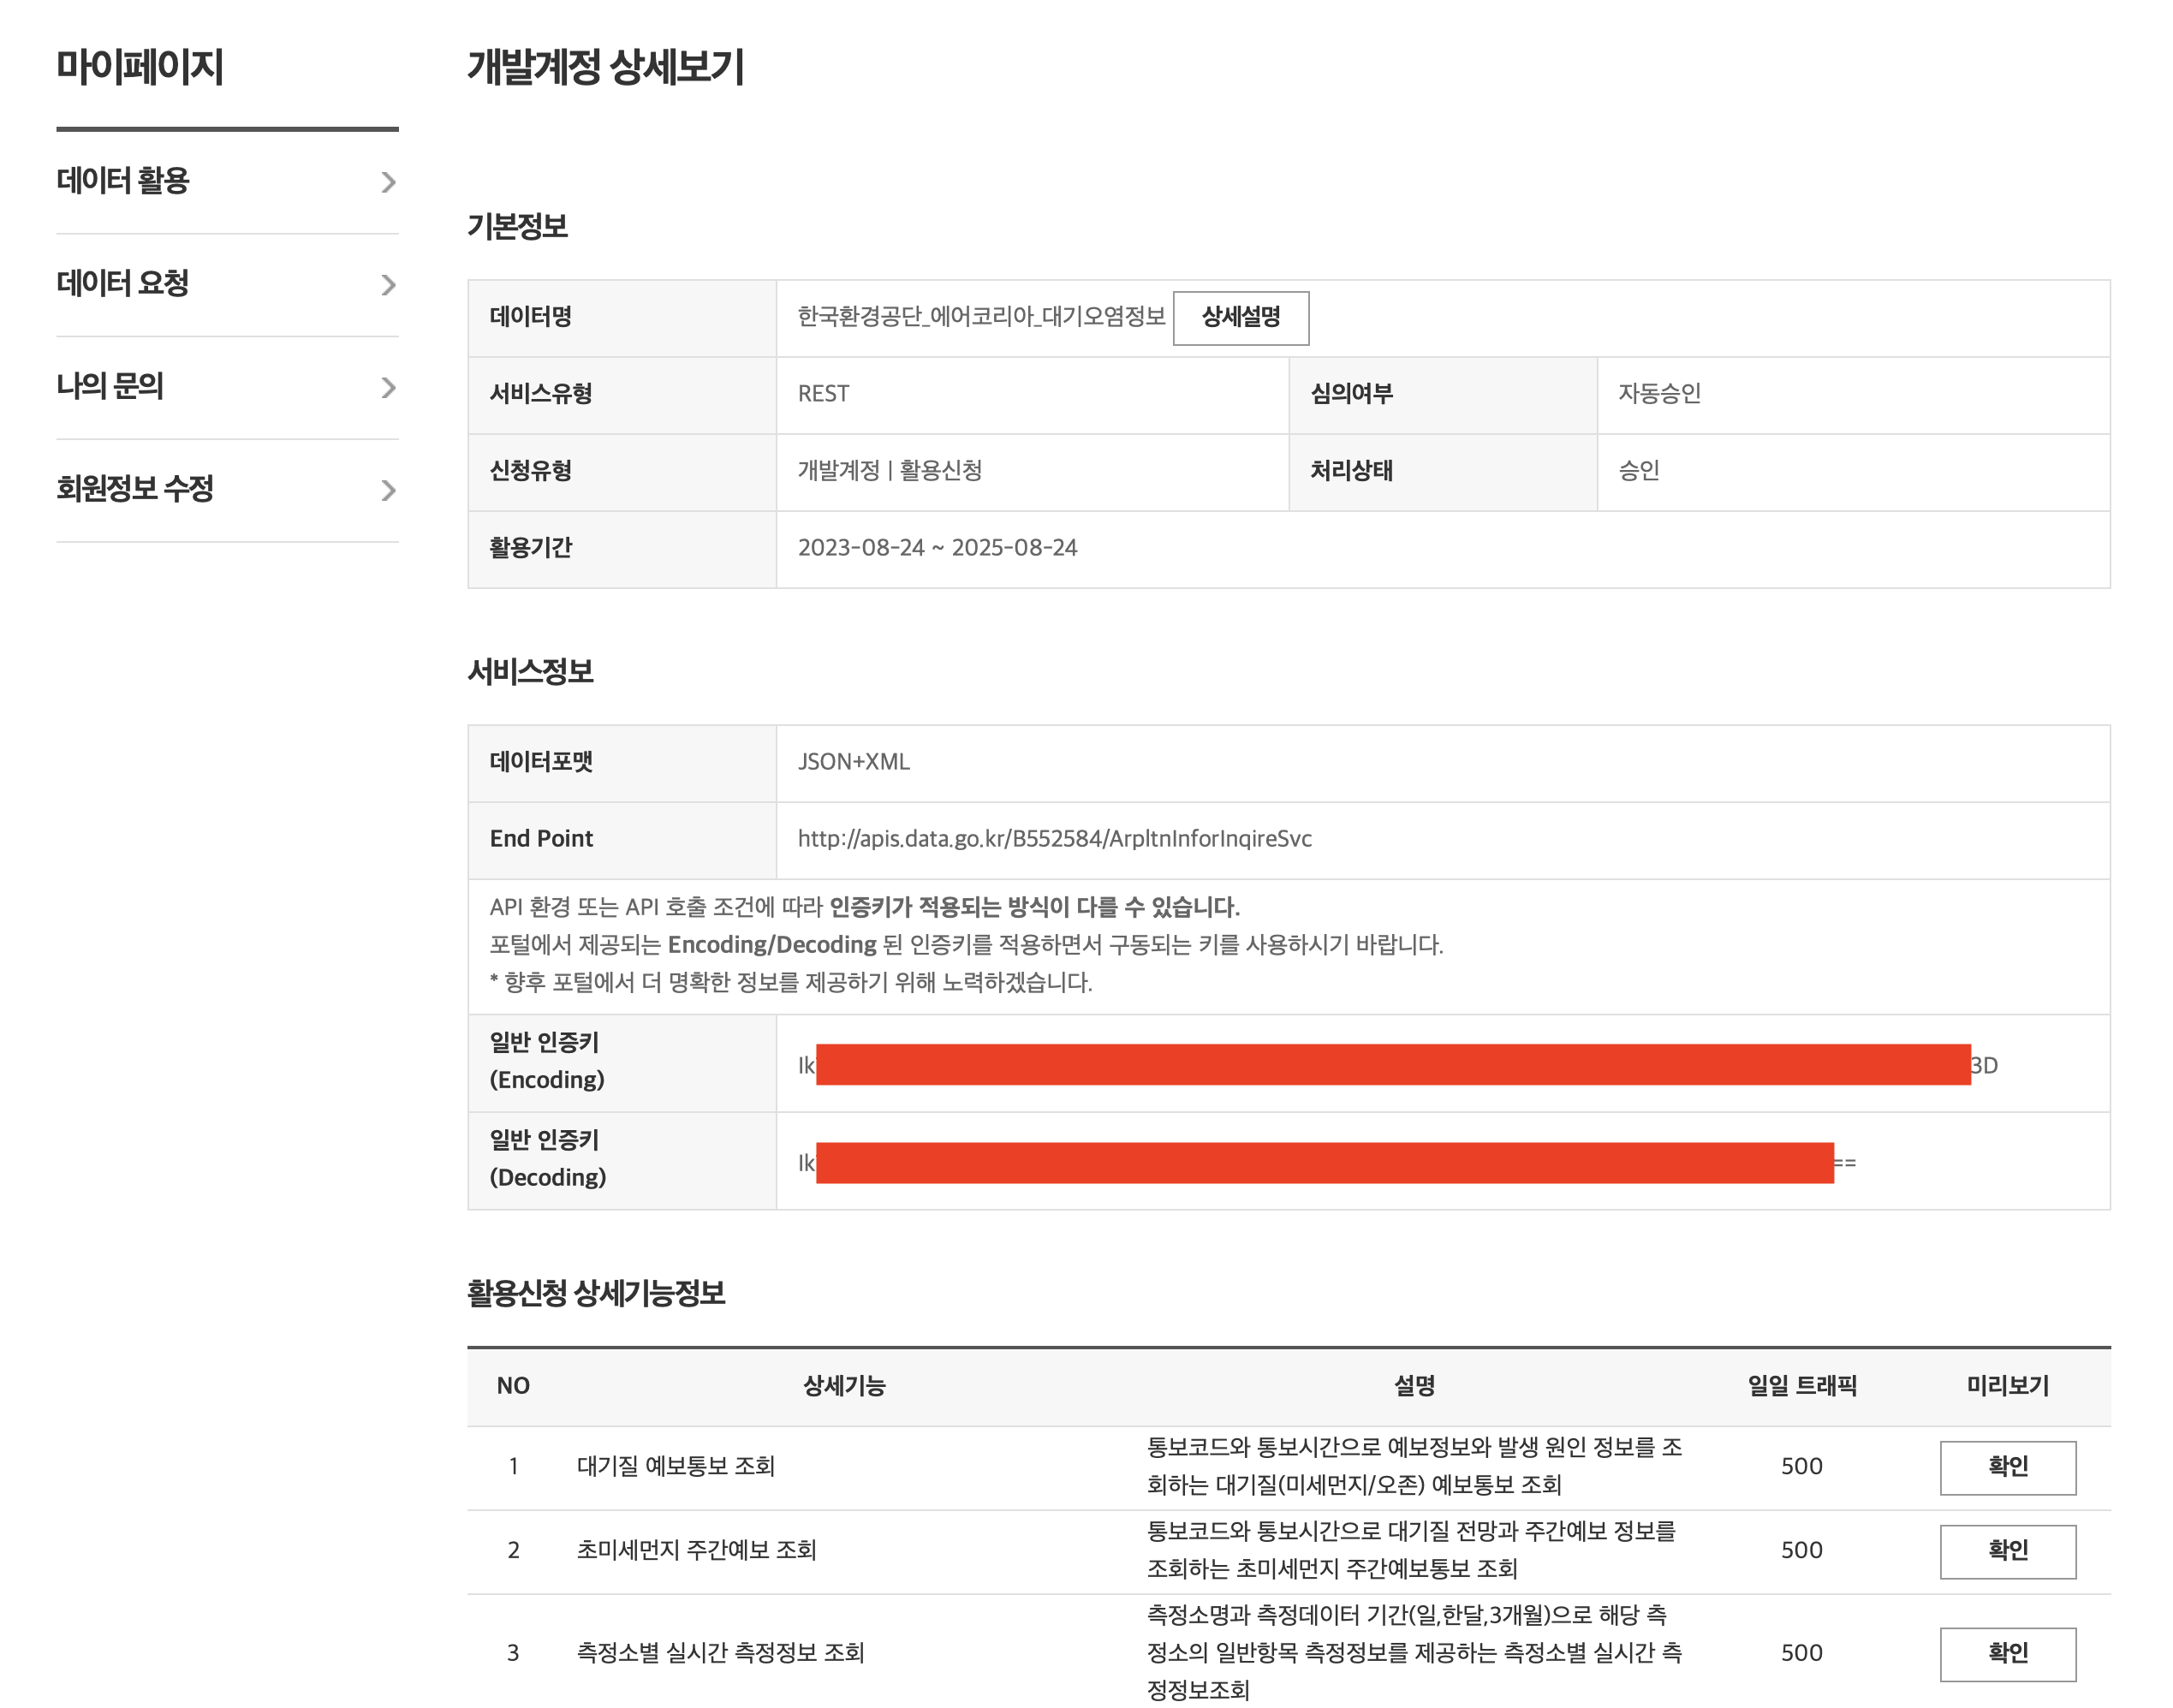 마이페이지
데이터 활용
데이터 요청
나의 문의
회원정보 수정
개발계정 상세보기
기본정보
데이터명 한국환경공단_에어코리아_대기오염정보 상세설명
서비스유형 REST 심의여부 자동승인
신청유형 개발계정 | 활용신청 처리상태 승인
활용기간 2023-08-24 ~ 2025-08-24
서비스정보
데이터포맷 JSON+XML
End Point http://apis.data.go.kr/B552584/ArpltnInforInqireSvc
API 환경 또는 API 호출 조건에 따라 인증키가 적용되는 방식이 다를 수 있습니다.
포털에서 제공되는 Encoding/Decoding 된 인증키를 적용하면서 구동되는 키를 사용하시기 바랍니다.
* 향후 포털에서 더 명확한 정보를 제공하기 위해 노력하겠습니다.
일반 인증키
(Encoding)
Ik 3D
일반 인증키
(Decoding)
Ik ==
활용신청 상세기능정보
NO 상세기능 설명 일일 트래픽 미리보기
1 대기질 예보통보 조회
통보코드와 통보시간으로 예보정보와 발생 원인 정보를 조
회하는 대기질(미세먼지/오존) 예보통보 조회
500 확인
2 초미세먼지 주간예보 조회
통보코드와 통보시간으로 대기질 전망과 주간예보 정보를
조회하는 초미세먼지 주간예보통보 조회
500 확인
3 측정소별 실시간 측정정보 조회
측정소명과 측정데이터 기간(일,한달,3개월)으로 해당 측
정소의 일반항목 측정정보를 제공하는 측정소별 실시간 측
정정보조회
500 확인